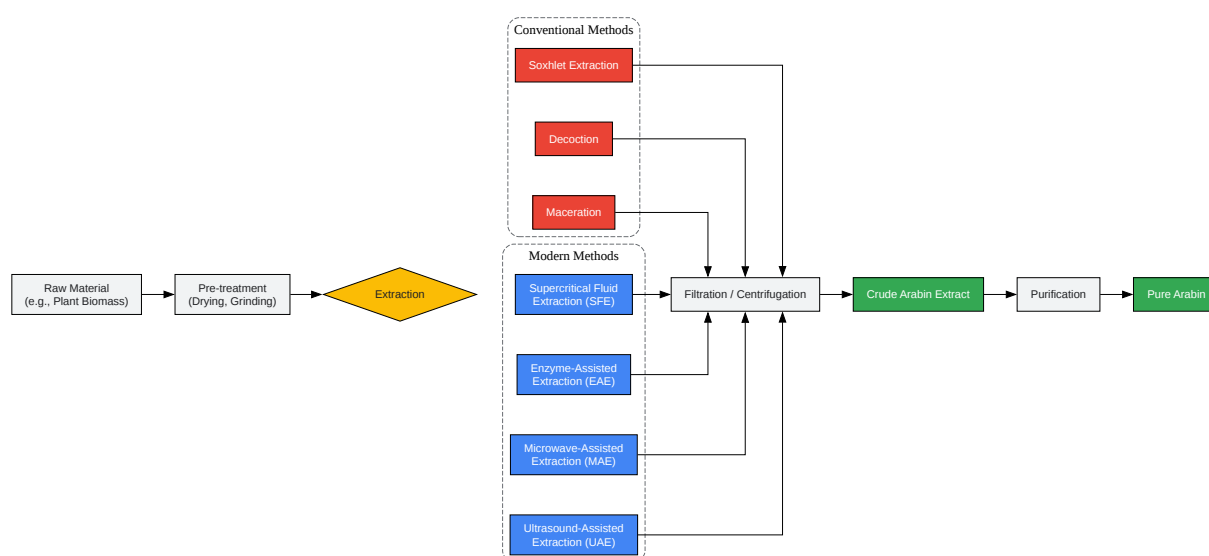 Conventional Methods
Soxhlet Extraction
Decoction
Maceration
Modern Methods
Raw Material
(e.g., Plant Biomass)
Pre-treatment
(Drying, Grinding)
Extraction
Supercritical Fluid
Extraction (SFE)
Filtration / Centrifugation
Crude Arabin Extract
Purification
Pure Arabin
Enzyme-Assisted
Extraction (EAE)
Microwave-Assisted
Extraction (MAE)
Ultrasound-Assisted
Extraction (UAE)